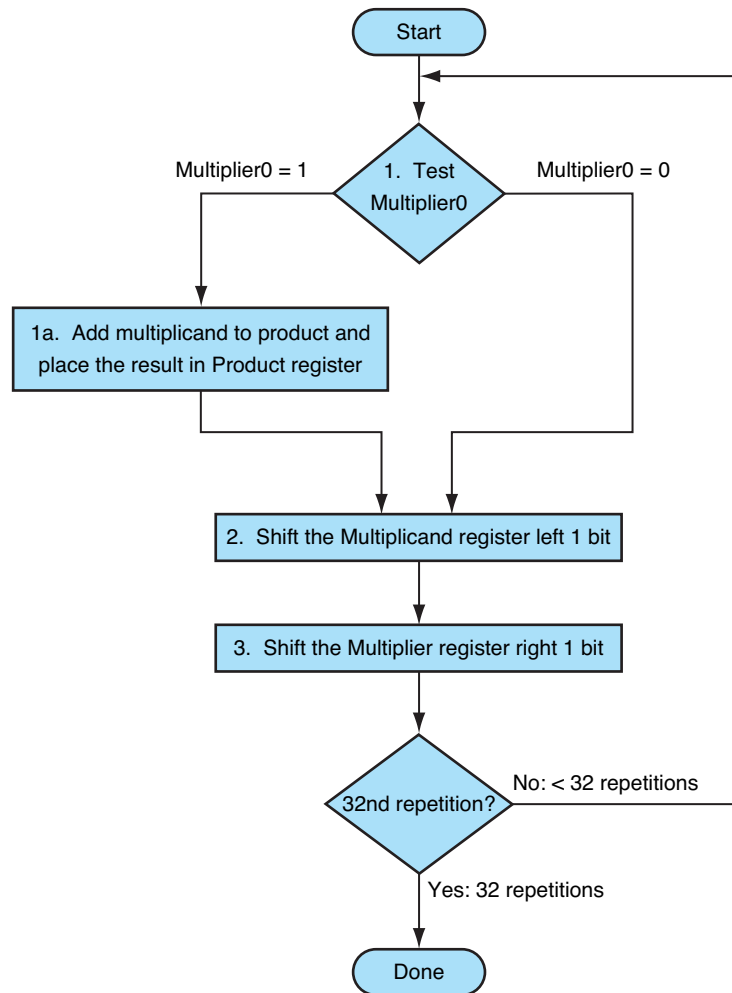 Start
Multiplier0 = 1
1. Test
Multiplier0
Multiplier0 = 0
1a. Add multiplicand to product and
place the result in Product register
2. Shift the Multiplicand register left 1 bit
3. Shift the Multiplier register right 1 bit
32nd repetition?
No: < 32 repetitions
Yes: 32 repetitions
Done